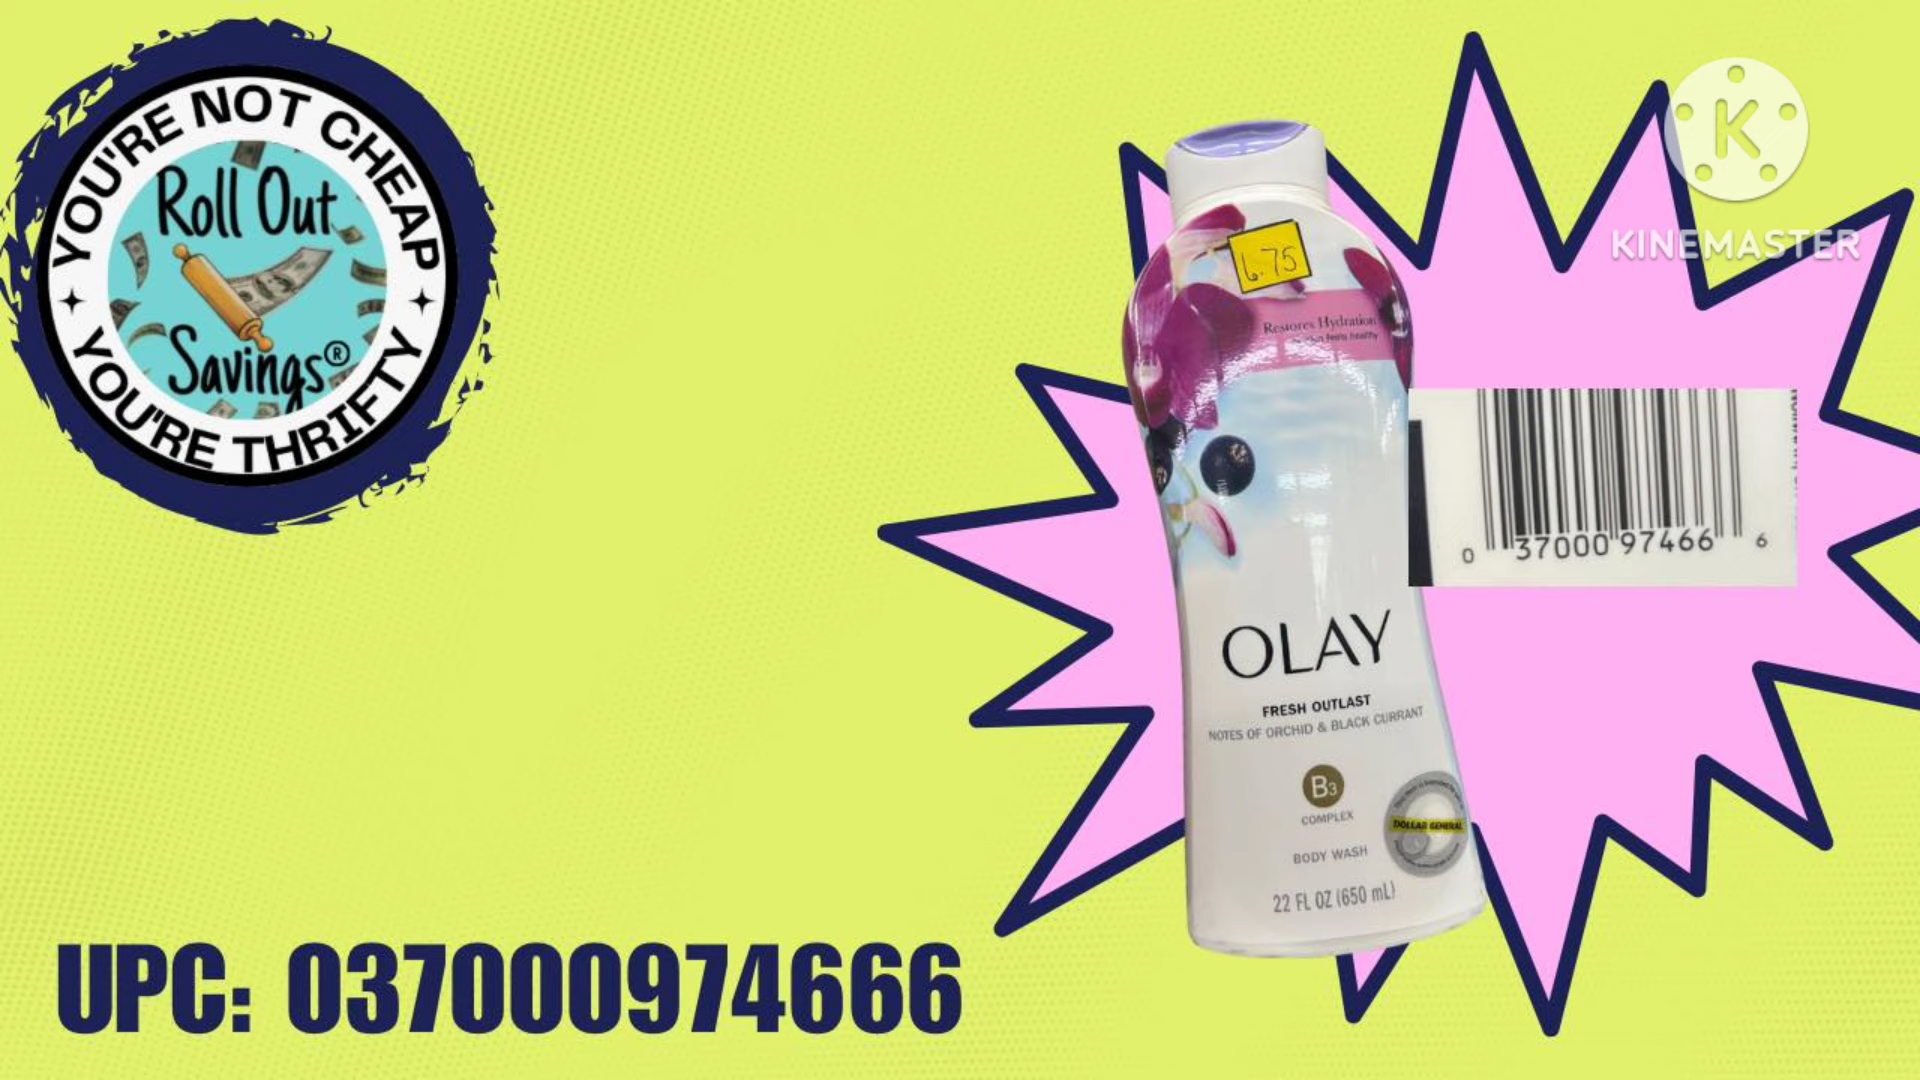 YOU'RE NOT CHEAP
Roll Out
Savings®
YOU'RE THRIFTY
K
KINEMASTER
6.75
Restores Hydration
feels healthy
0 37000 97466 6
OLAY
FRESH OUTLAST
NOTES OF ORCHID & BLACK CURRANT
B3
COMPLEX
DOLLAR GENERAL
BODY WASH
22 FL OZ (650 mL)
UPC: 037000974666